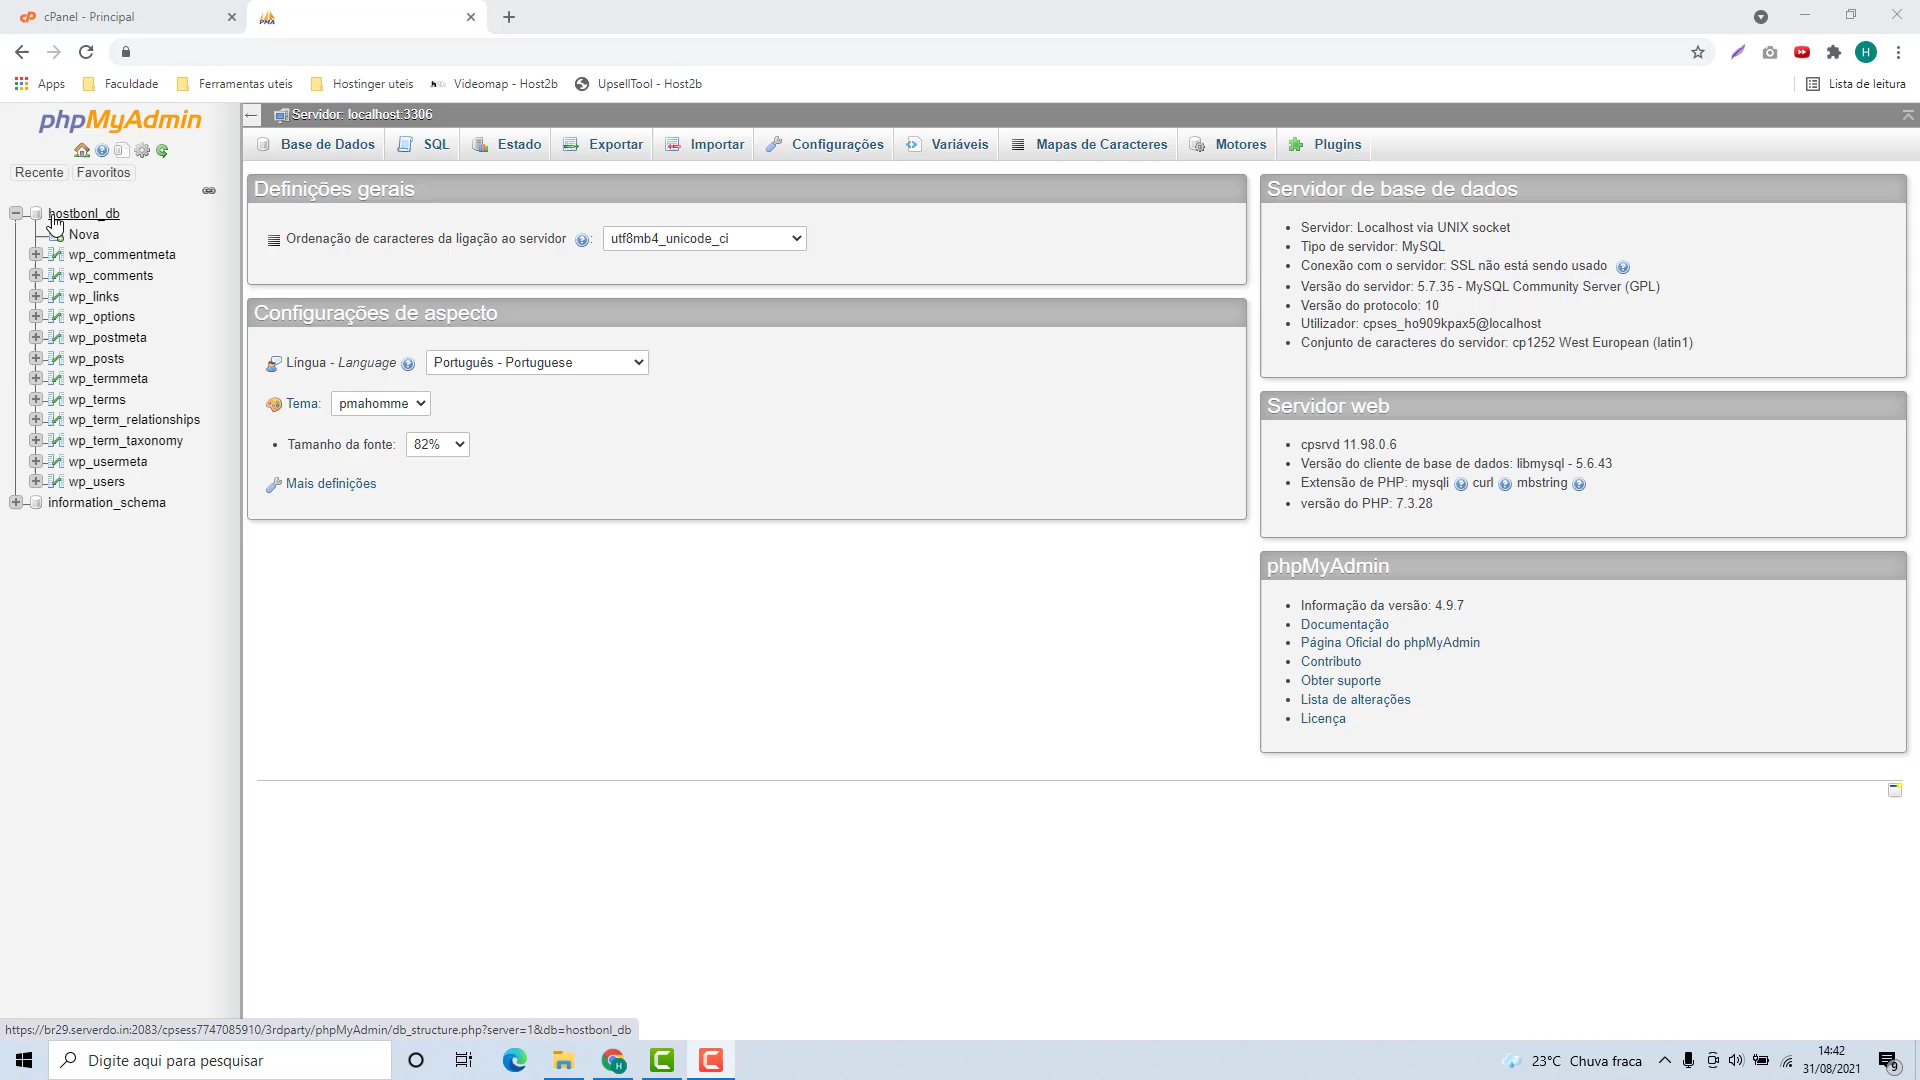 cPanel - Principal
PMA
Apps
Faculdade
Ferramentas uteis
Hostinger uteis
Videomap - Host2b
UpsellTool - Host2b
Lista de leitura
H
phpMyAdmin
Recente
Favoritos
hostbonl_db
Nova
wp_commentmeta
wp_comments
wp_links
wp_options
wp_postmeta
wp_posts
wp_termmeta
wp_terms
wp_term_relationships
wp_term_taxonomy
wp_usermeta
wp_users
information_schema
Servidor: localhost:3306
Base de Dados
SQL
Estado
Exportar
Importar
Configurações
Variáveis
Mapas de Caracteres
Motores
Plugins
Definições gerais
Ordenação de caracteres da ligação ao servidor : utf8mb4_unicode_ci
Configurações de aspecto
Língua - Language Português - Portuguese
Tema: pmahomme
• Tamanho da fonte: 82%
Mais definições
Servidor de base de dados
• Servidor: Localhost via UNIX socket
• Tipo de servidor: MySQL
• Conexão com o servidor: SSL não está sendo usado
• Versão do servidor: 5.7.35 - MySQL Community Server (GPL)
• Versão do protocolo: 10
• Utilizador: cpses_ho909kpax5@localhost
• Conjunto de caracteres do servidor: cp1252 West European (latin1)
Servidor web
• cpsrvd 11.98.0.6
• Versão do cliente de base de dados: libmysql - 5.6.43
• Extensão de PHP: mysqli curl mbstring
• versão do PHP: 7.3.28
phpMyAdmin
• Informação da versão: 4.9.7
• Documentação
• Página Oficial do phpMyAdmin
• Contributo
• Obter suporte
• Lista de alterações
• Licença
https://br29.serverdo.in:2083/cpsess7747085910/3rdparty/phpMyAdmin/db_structure.php?server=1&db=hostbonl_db
Digite aqui para pesquisar
23°C Chuva fraca
14:42
31/08/2021
9